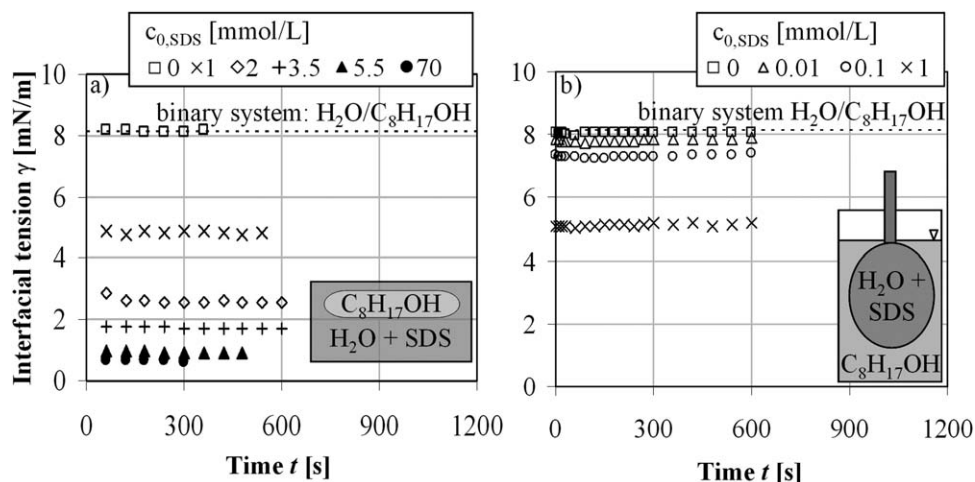 c0,SDS [mmol/L]
□ 0 × 1 ◇ 2 + 3.5 ▲ 5.5 ● 70
a)
binary system: H2O/C8H17OH
Interfacial tension γ [mN/m]
10
8
6
4
2
0
C8H17OH
H2O + SDS
0 300 600 900 1200
Time t [s]
c0,SDS [mmol/L]
□ 0 △ 0.01 ○ 0.1 × 1
b)
binary system H2O/C8H17OH
10
8
6
4
2
0
H2O +
SDS
C8H17OH
0 300 600 900 1200
Time t [s]